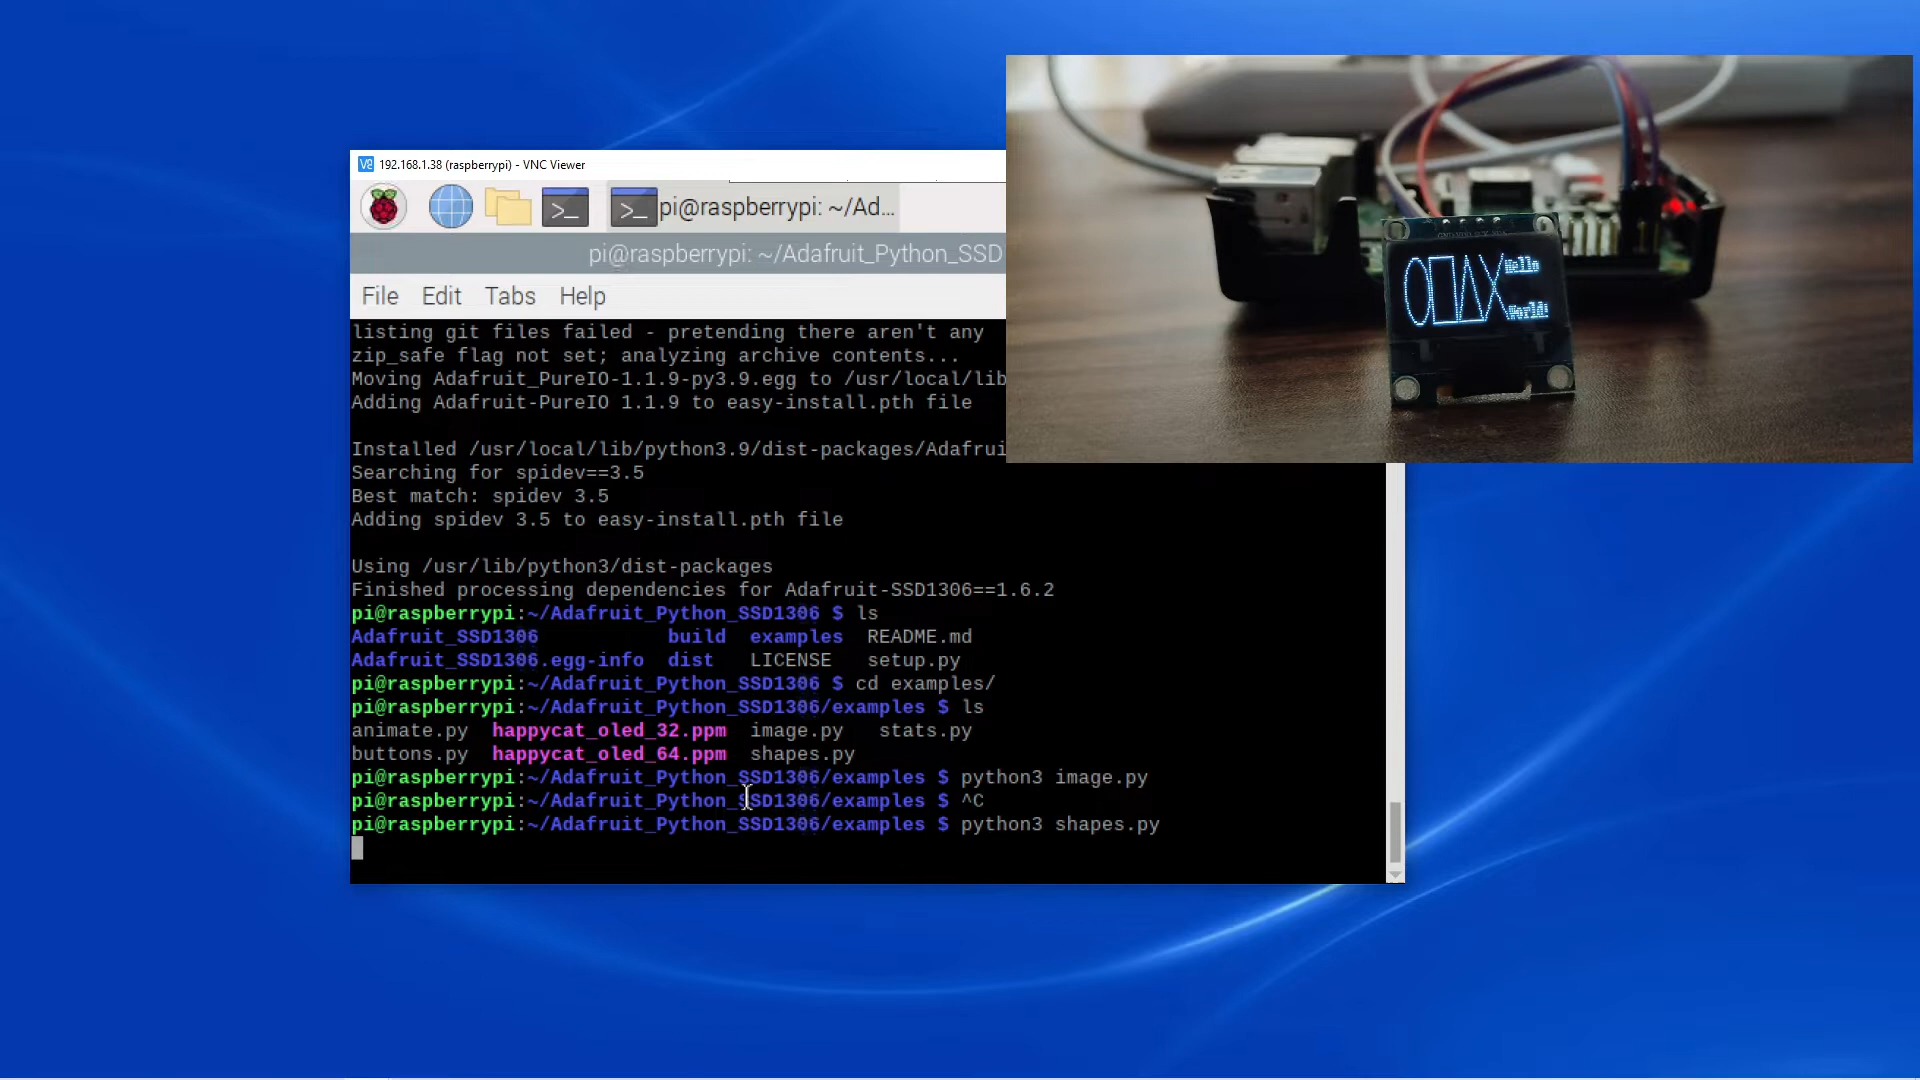 192.168.1.38 (raspberrypi) - VNC Viewer
pi@raspberrypi: ~/Ad...
pi@raspberrypi: ~/Adafruit_Python_SSD
File Edit Tabs Help
listing git files failed - pretending there aren't any
zip_safe flag not set; analyzing archive contents...
Moving Adafruit_PureIO-1.1.9-py3.9.egg to /usr/local/lib
Adding Adafruit-PureIO 1.1.9 to easy-install.pth file
Installed /usr/local/lib/python3.9/dist-packages/Adafrui
Searching for spidev==3.5
Best match: spidev 3.5
Adding spidev 3.5 to easy-install.pth file
Using /usr/lib/python3/dist-packages
Finished processing dependencies for Adafruit-SSD1306==1.6.2
pi@raspberrypi:~/Adafruit_Python_SSD1306 $ ls
Adafruit_SSD1306 build examples README.md
Adafruit_SSD1306.egg-info dist LICENSE setup.py
pi@raspberrypi:~/Adafruit_Python_SSD1306 $ cd examples/
pi@raspberrypi:~/Adafruit_Python_SSD1306/examples $ ls
animate.py happycat_oled_32.ppm image.py stats.py
buttons.py happycat_oled_64.ppm shapes.py
pi@raspberrypi:~/Adafruit_Python_SSD1306/examples $ python3 image.py
pi@raspberrypi:~/Adafruit_Python_SSD1306/examples $ ^C
pi@raspberrypi:~/Adafruit_Python_SSD1306/examples $ python3 shapes.py
Hello
World!